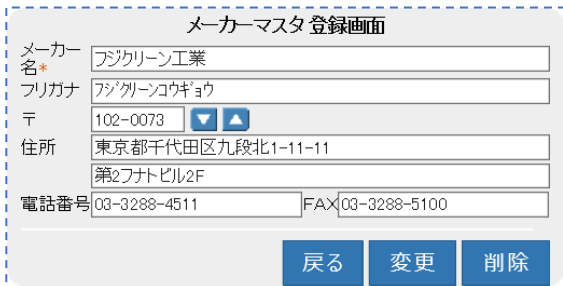 メーカーマスタ 登録画面
メーカー名* フジクリーン工業
フリガナ ﾌｼﾞｸﾘｰﾝｺｳｷﾞｮｳ
〒 102-0073 ▼ ▲
住所 東京都千代田区九段北1-11-11
第2フナトビル2F
電話番号 03-3288-4511 FAX 03-3288-5100
戻る 変更 削除